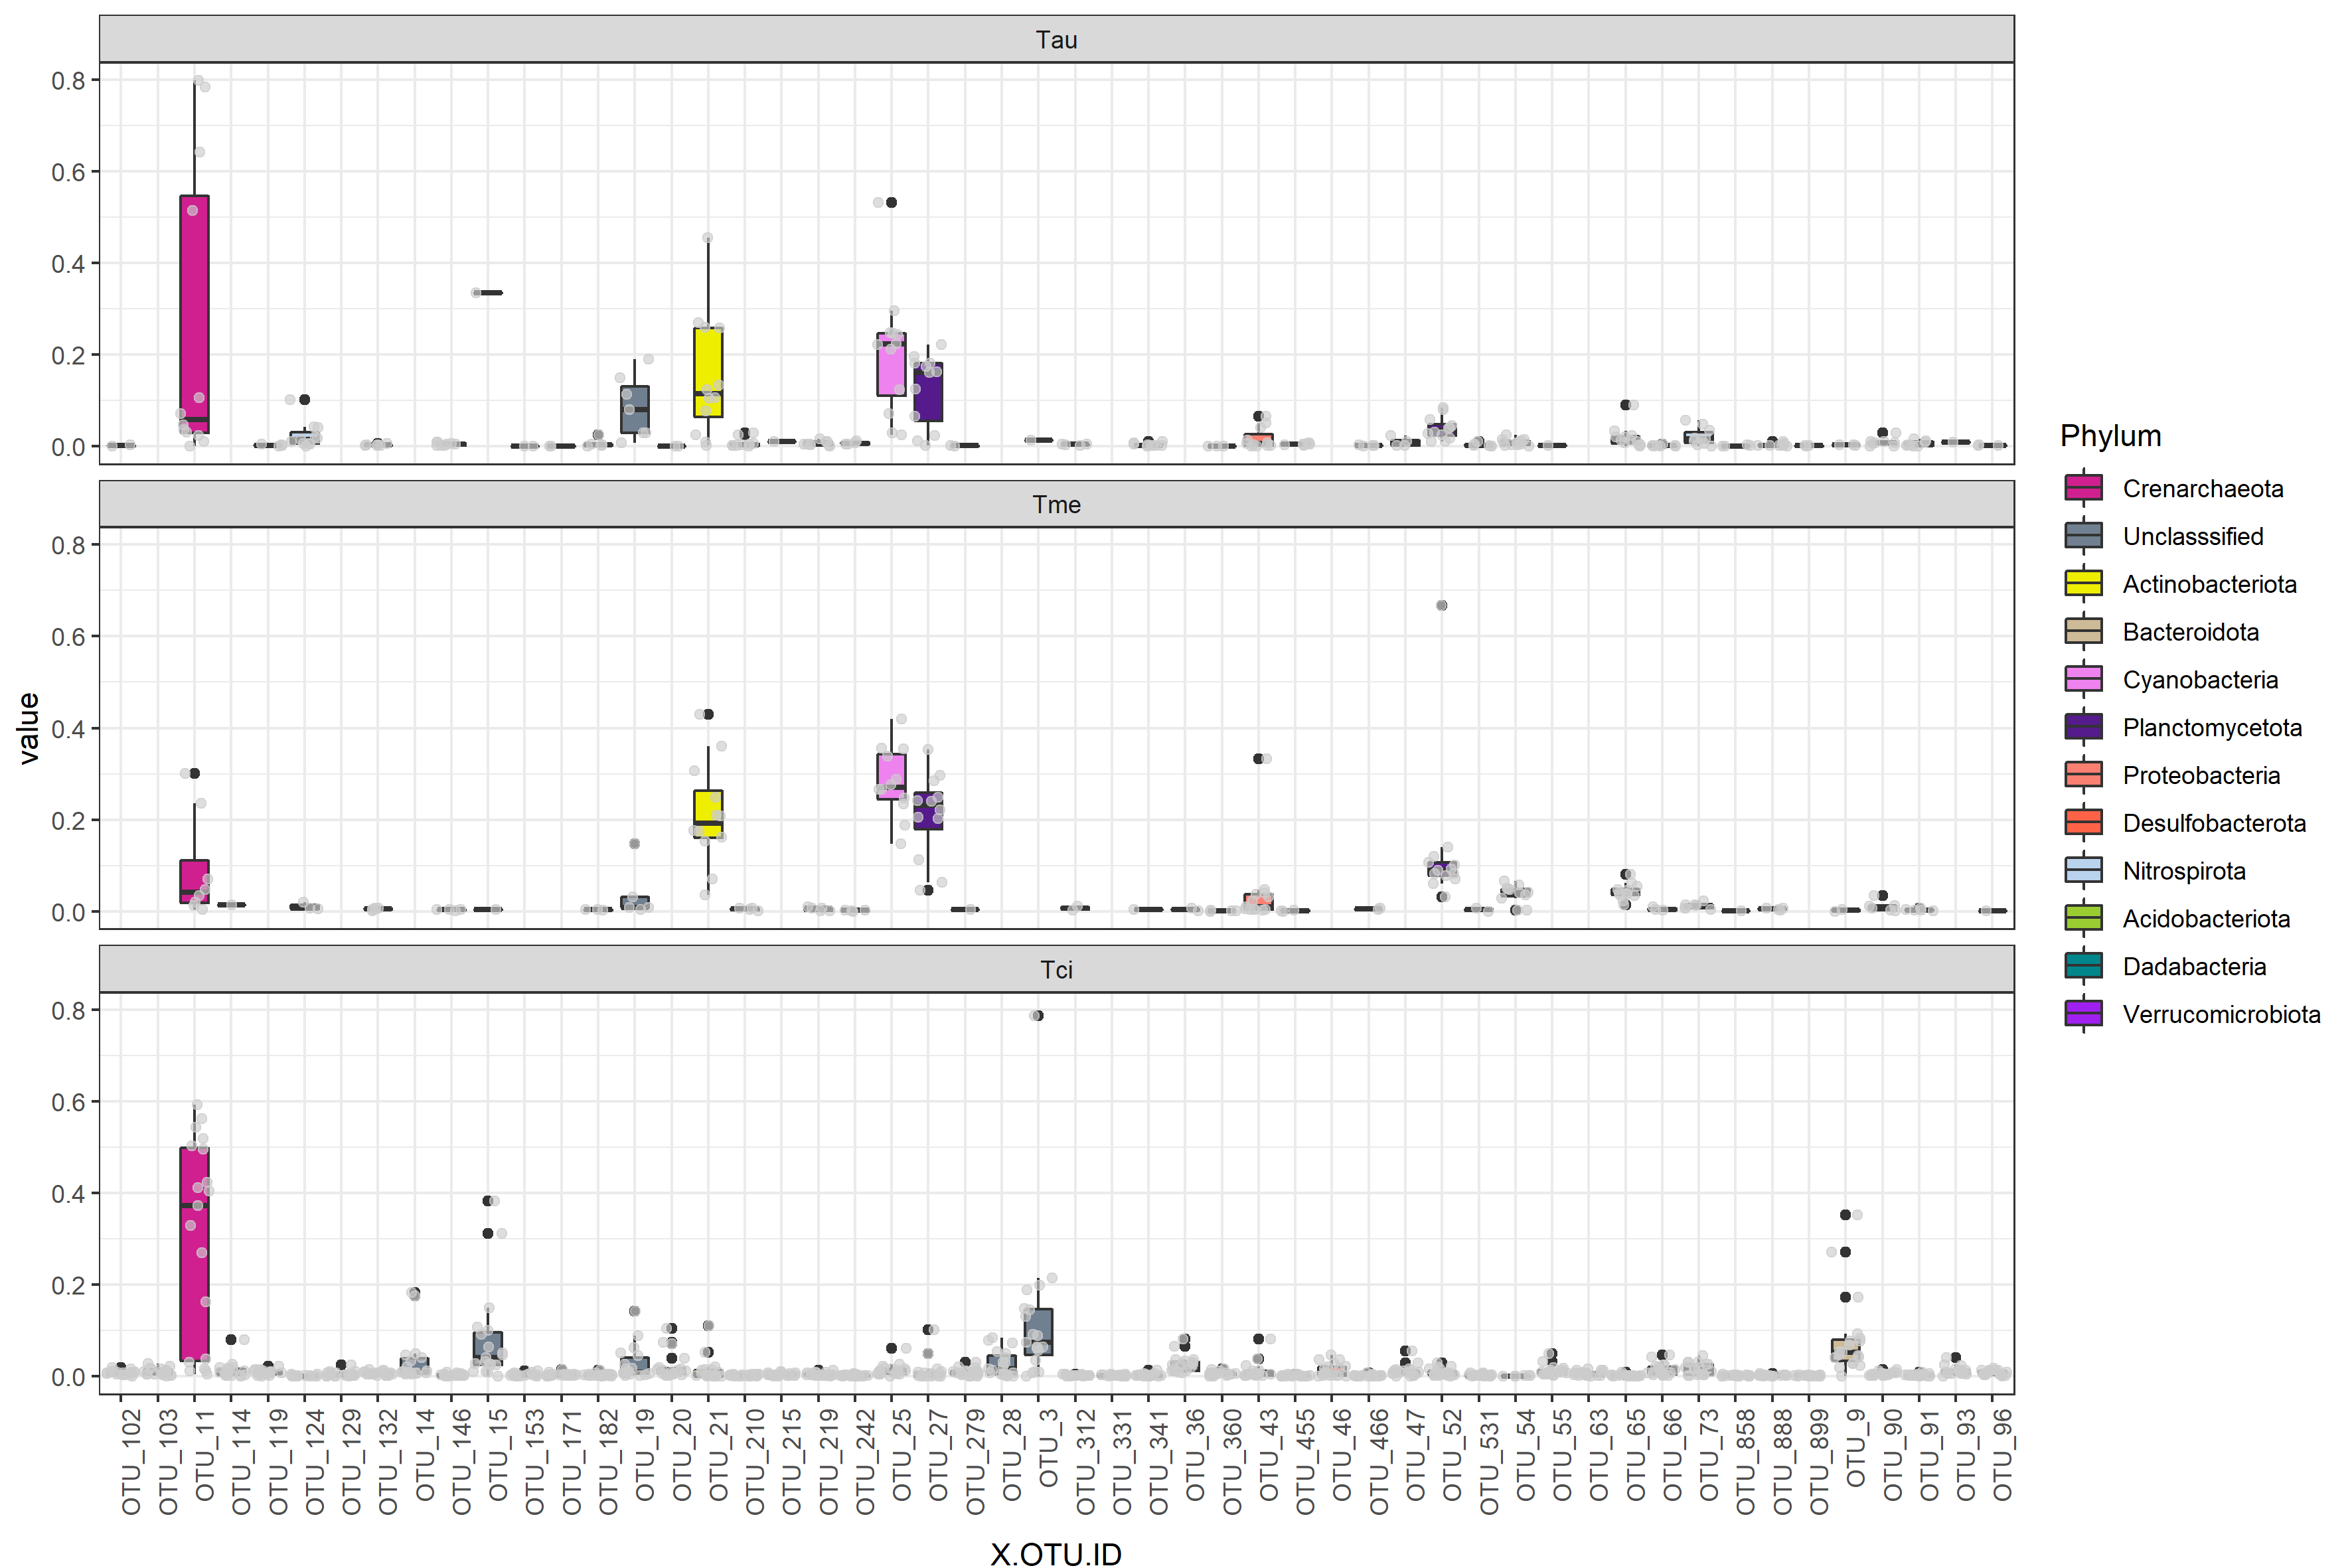 Tau
0.8
0.6
0.4
0.2
0.0
Tme
0.8
0.6
0.4
0.2
0.0
Tci
0.8
0.6
0.4
0.2
0.0
value
OTU_102
OTU_103
OTU_11
OTU_114
OTU_119
OTU_124
OTU_129
OTU_132
OTU_14
OTU_146
OTU_15
OTU_153
OTU_171
OTU_182
OTU_19
OTU_20
OTU_21
OTU_210
OTU_215
OTU_219
OTU_242
OTU_25
OTU_27
OTU_279
OTU_28
OTU_3
OTU_312
OTU_331
OTU_341
OTU_36
OTU_360
OTU_43
OTU_455
OTU_46
OTU_466
OTU_47
OTU_52
OTU_531
OTU_54
OTU_55
OTU_63
OTU_65
OTU_66
OTU_73
OTU_858
OTU_888
OTU_899
OTU_9
OTU_90
OTU_91
OTU_93
OTU_96
X.OTU.ID
Phylum
Crenarchaeota
Unclasssified
Actinobacteriota
Bacteroidota
Cyanobacteria
Planctomycetota
Proteobacteria
Desulfobacterota
Nitrospirota
Acidobacteriota
Dadabacteria
Verrucomicrobiota